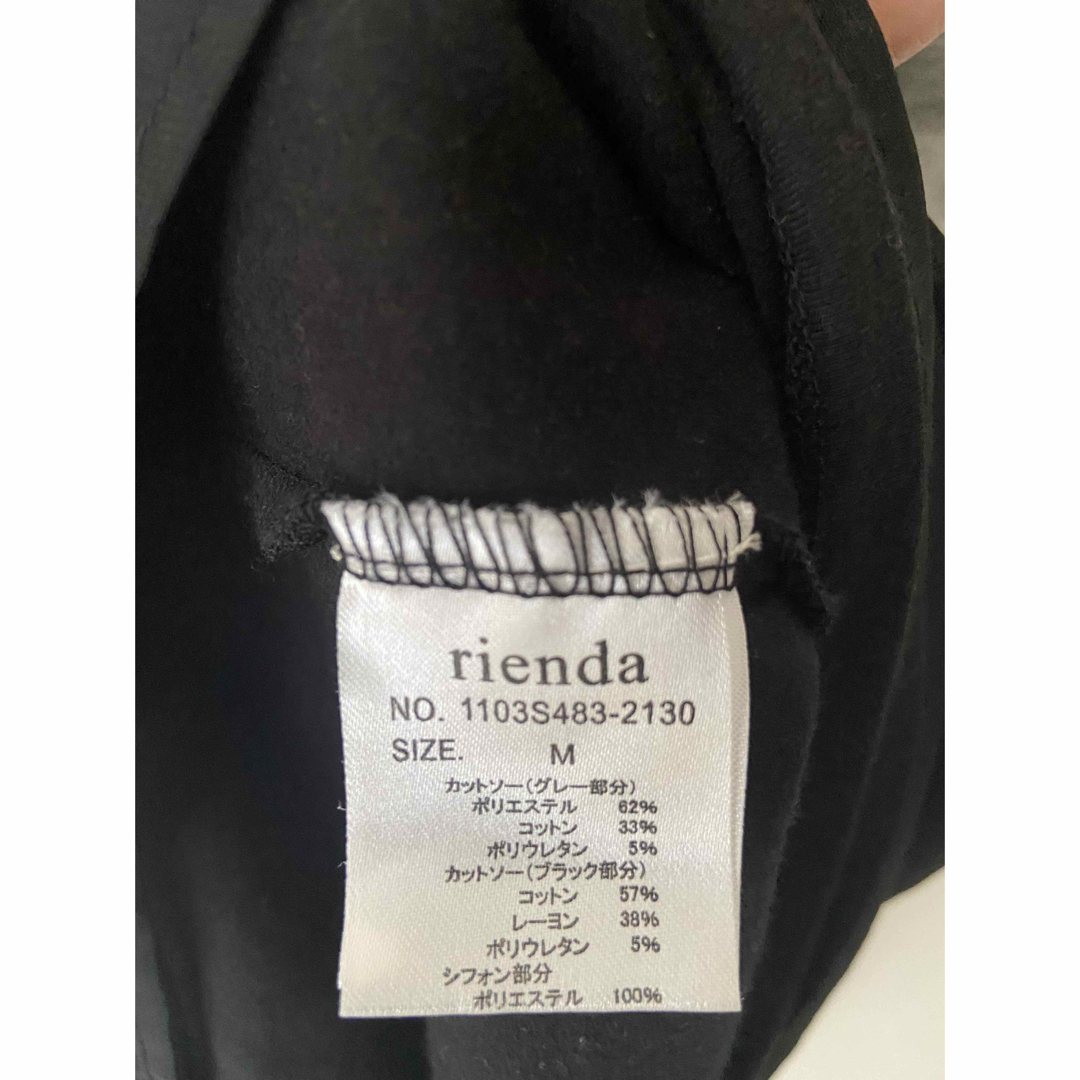 rienda
NO. 1103S483-2130
SIZE. M
カットソー(グレー部分)
ポリエステル 62%
コットン 33%
ポリウレタン 5%
カットソー(ブラック部分)
コットン 57%
レーヨン 38%
ポリウレタン 5%
シフォン部分
ポリエステル 100%